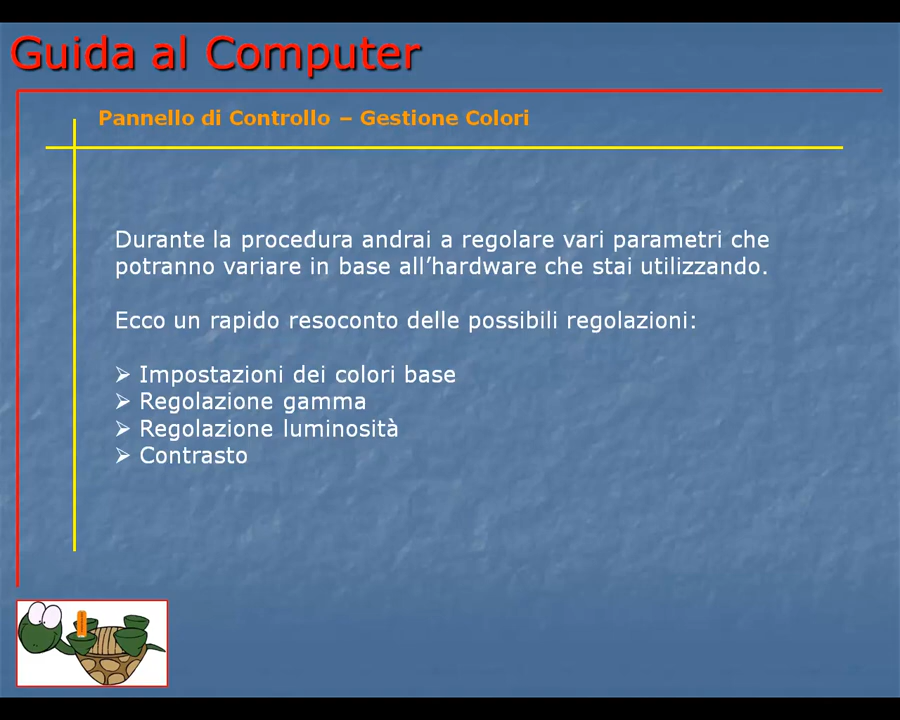 Guida al Computer
Pannello di Controllo – Gestione Colori
Durante la procedura andrai a regolare vari parametri che
potranno variare in base all’hardware che stai utilizzando.
Ecco un rapido resoconto delle possibili regolazioni:
➢ Impostazioni dei colori base
➢ Regolazione gamma
➢ Regolazione luminosità
➢ Contrasto